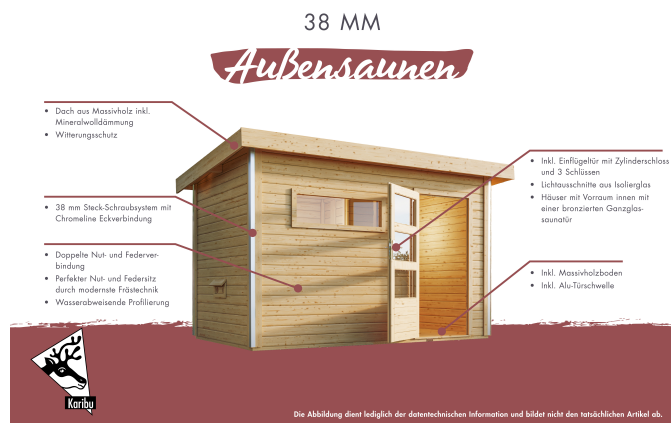 38 MM
Außensaunen
• Dach aus Massivholz inkl.
Mineralwolldämmung
• Witterungsschutz
• 38 mm Steck-Schraubsystem mit
Chromeline Eckverbindung
• Doppelte Nut- und Federver-
bindung
• Perfekter Nut- und Federsitz
durch modernste Frästechnik
• Wasserabweisende Profilierung
• Inkl. Einflügeltür mit Zylinderschloss
und 3 Schlüssen
• Lichtausschnitte aus Isolierglas
• Häuser mit Vorraum innen mit
einer bronzierten Ganzglas-
saunatür
• Inkl. Massivholzboden
• Inkl. Alu-Türschwelle
Karibu
Die Abbildung dient lediglich der datentechnischen Information und bildet nicht den tatsächlichen Artikel ab.